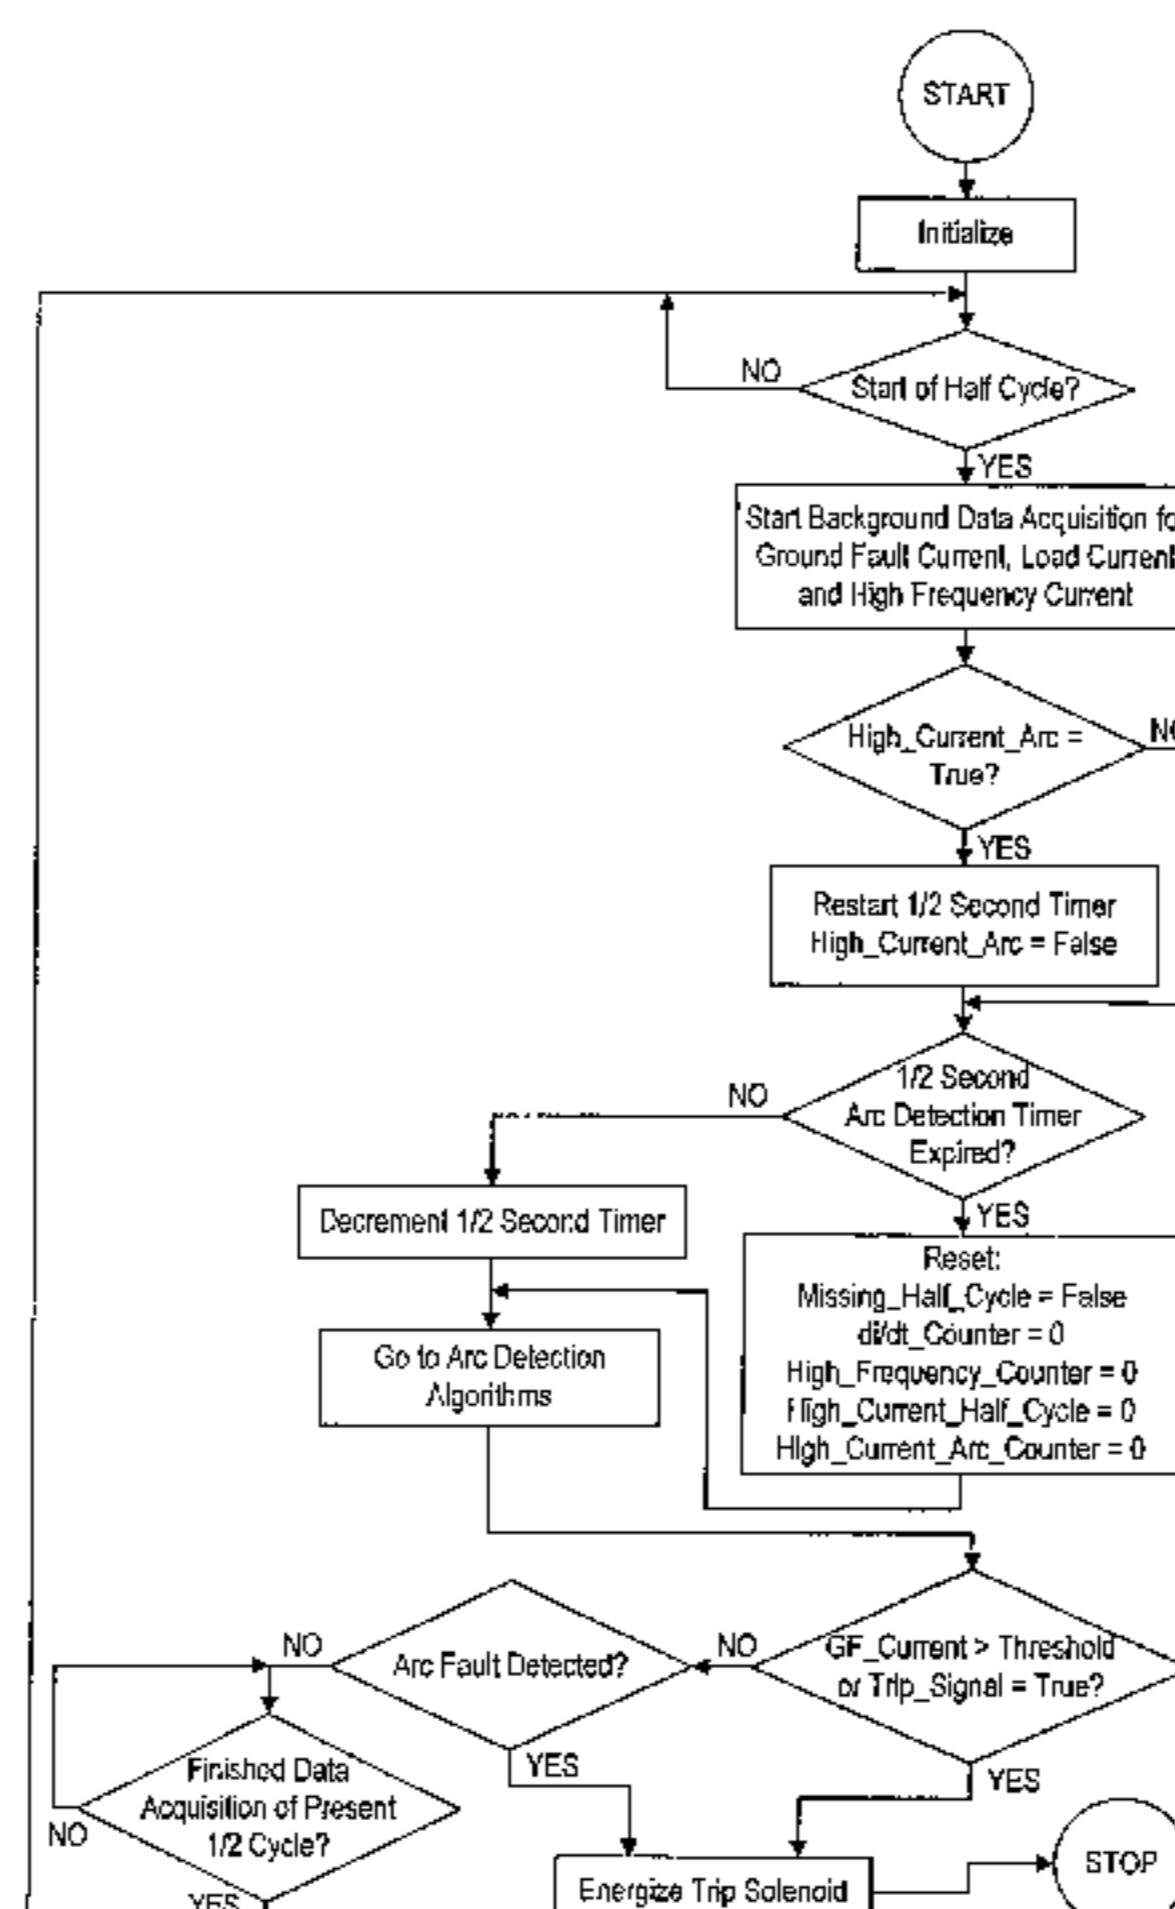 START
Initialize
NO
Start of Half Cycle?
YES
Start Background Data Acquisition fo
Ground Fault Current, Load Current
and High Frequency Current
High_Current_Arc =
True?
NO
YES
Restart 1/2 Second Timer
High_Current_Arc = False
1/2 Second
Arc Detection Timer
Expired?
NO
YES
Decrement 1/2 Second Timer
Reset:
Missing_Half_Cycle = False
di/dt_Counter = 0
High_Frequency_Counter = 0
High_Current_Half_Cycle = 0
High_Current_Arc_Counter = 0
Go to Arc Detection
Algorithms
GF_Current > Threshold
or Trip_Signal = True?
NO
Arc Fault Detected?
NO
YES
YES
Finished Data
Acquisition of Present
1/2 Cycle?
NO
YES
Energize Trip Solenoid
STOP